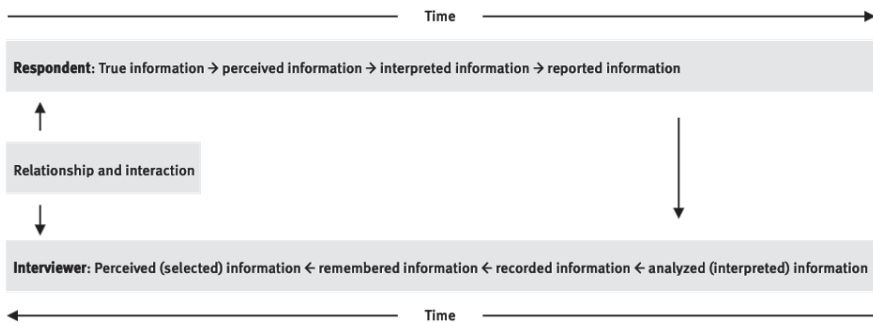 Time
Respondent: True information → perceived information → interpreted information → reported information
Relationship and interaction
Interviewer: Perceived (selected) information ← remembered information ← recorded information ← analyzed (interpreted) information
Time